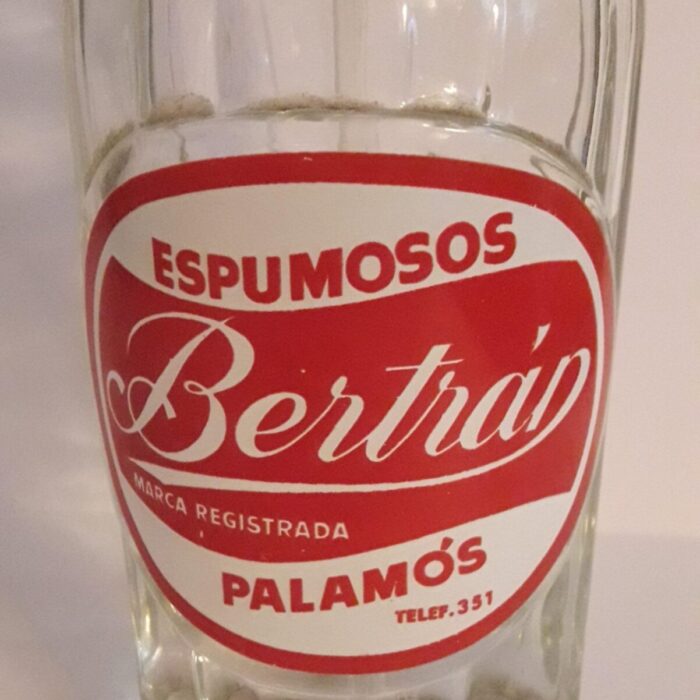 ESPUMOSOS
Bertrán
MARCA REGISTRADA
PALAMÓS
TELEF. 351